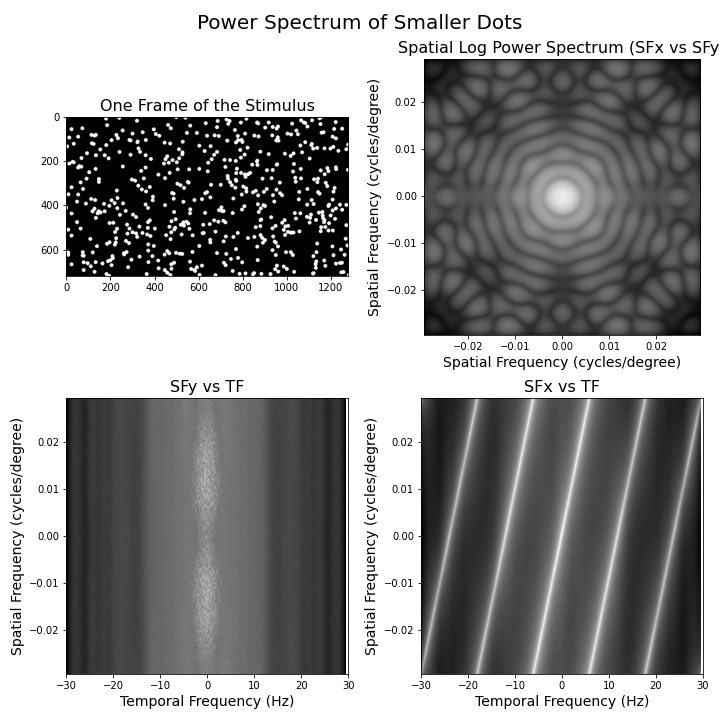 Power Spectrum of Smaller Dots
One Frame of the Stimulus
0
200
400
600
0 200 400 600 800 1000 1200
Spatial Log Power Spectrum (SFx vs SFy
Spatial Frequency (cycles/degree)
0.02
0.01
0.00
−0.01
−0.02
−0.02 −0.01 0.00 0.01 0.02
Spatial Frequency (cycles/degree)
SFy vs TF
Spatial Frequency (cycles/degree)
0.02
0.01
0.00
−0.01
−0.02
−30 −20 −10 0 10 20 30
Temporal Frequency (Hz)
SFx vs TF
Spatial Frequency (cycles/degree)
0.02
0.01
0.00
−0.01
−0.02
−30 −20 −10 0 10 20 30
Temporal Frequency (Hz)